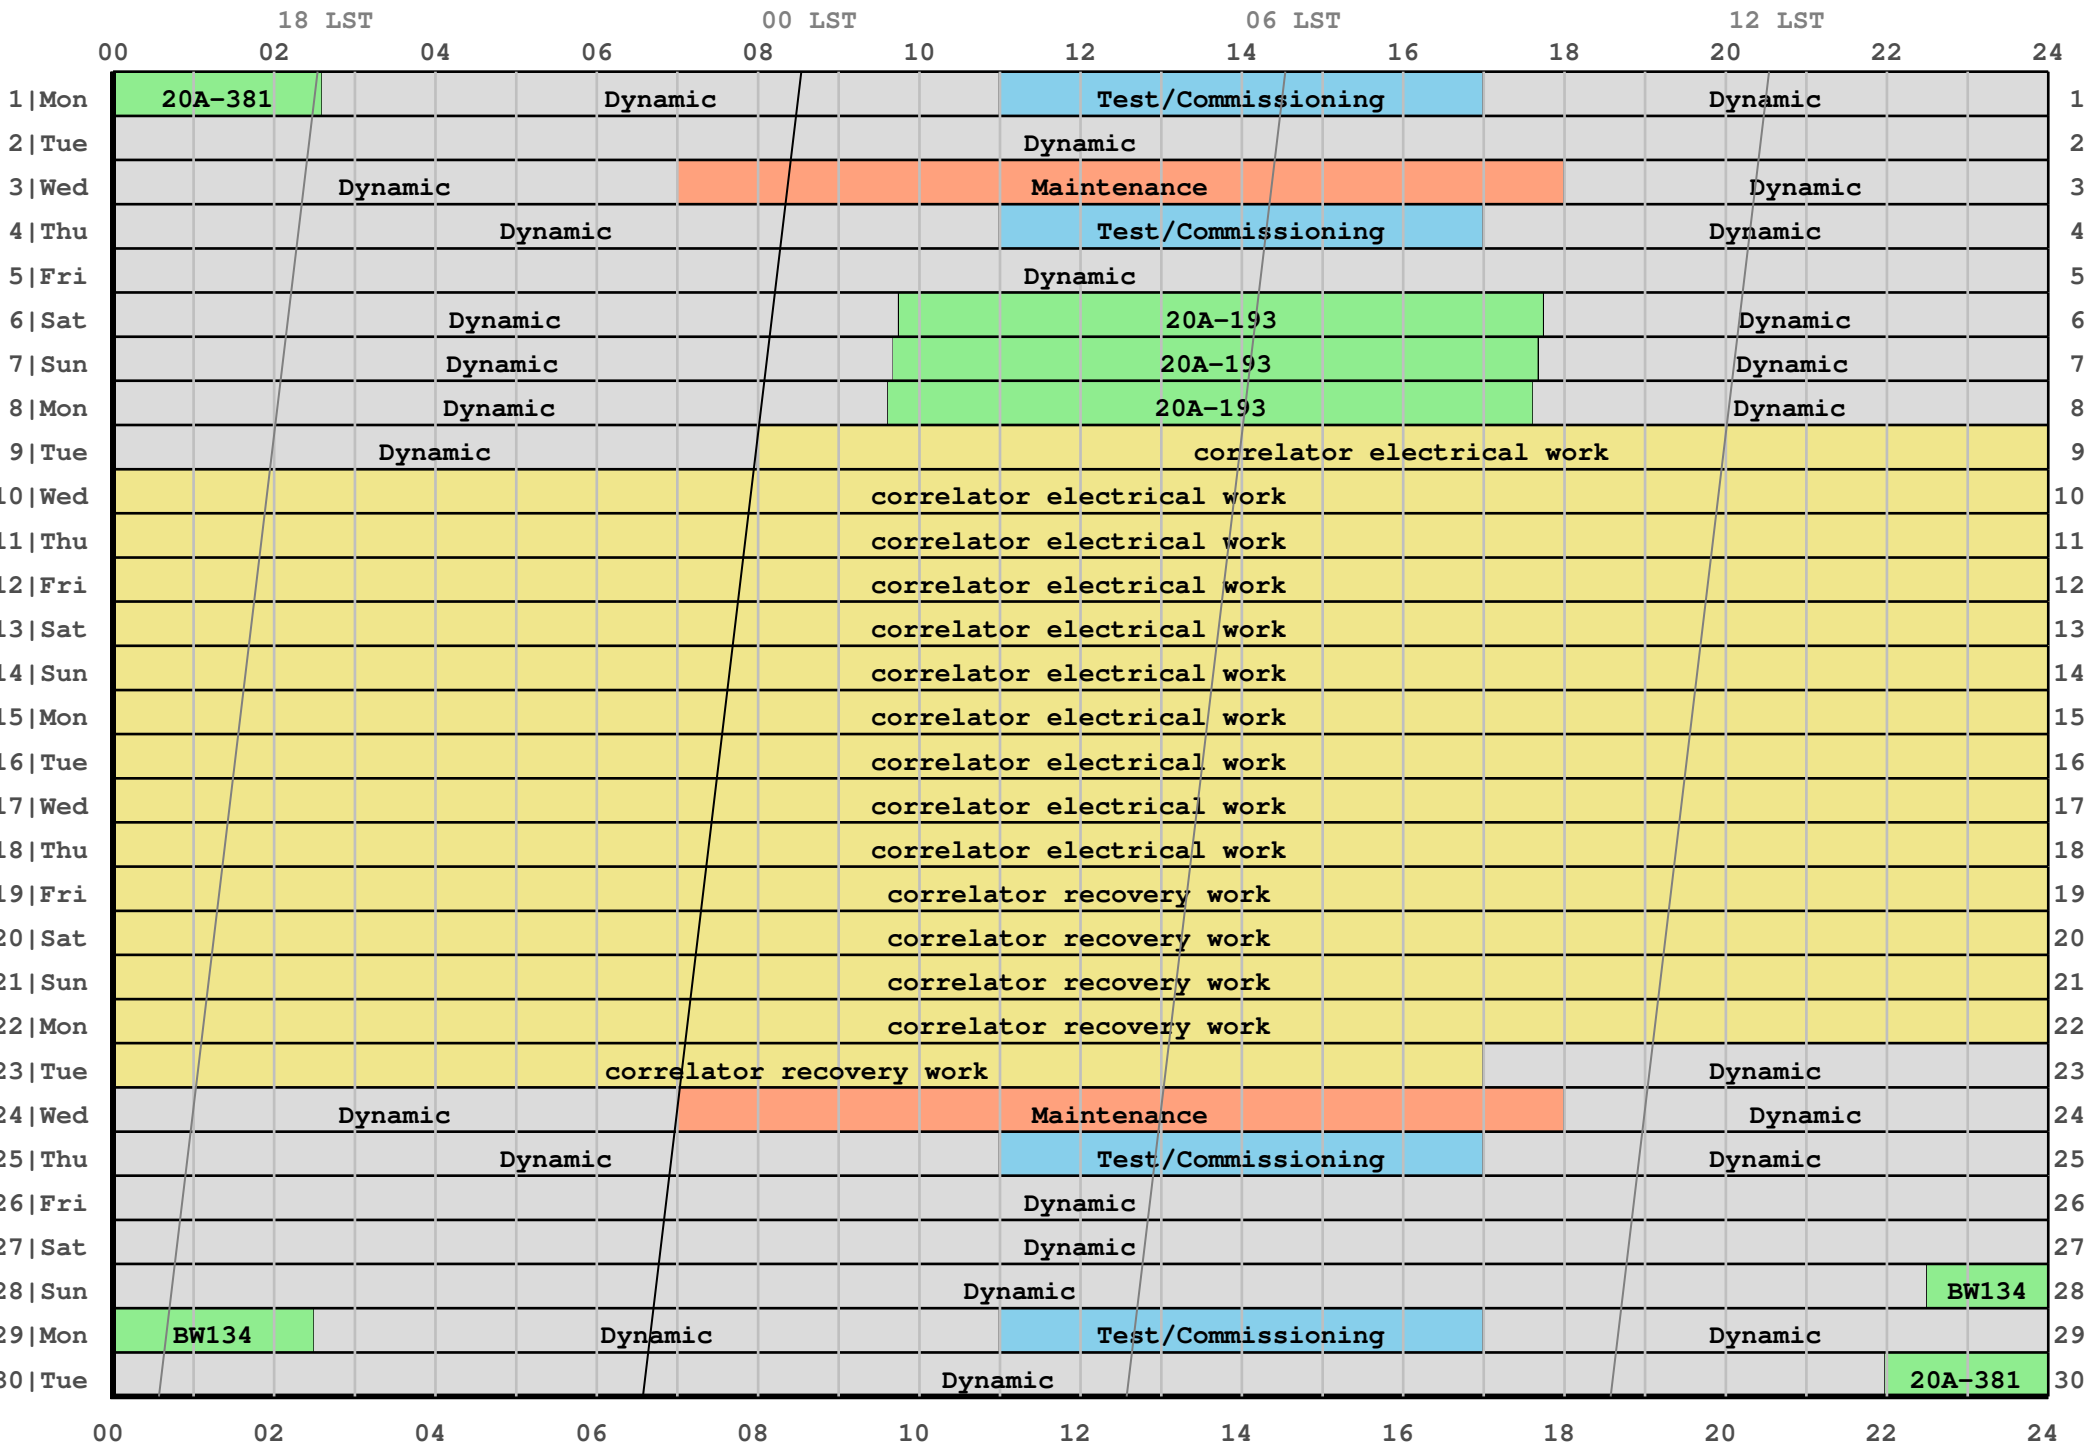 18 LST 00 LST 06 LST 12 LST
00 02 04 06 08 10 12 14 16 18 20 22 24
1|Mon 20A-381 Dynamic Test/Commissioning Dynamic 1
2|Tue Dynamic 2
3|Wed Dynamic Maintenance Dynamic 3
4|Thu Dynamic Test/Commissioning Dynamic 4
5|Fri Dynamic 5
6|Sat Dynamic 20A-193 Dynamic 6
7|Sun Dynamic 20A-193 Dynamic 7
8|Mon Dynamic 20A-193 Dynamic 8
9|Tue Dynamic correlator electrical work 9
10|Wed correlator electrical work 10
11|Thu correlator electrical work 11
12|Fri correlator electrical work 12
13|Sat correlator electrical work 13
14|Sun correlator electrical work 14
15|Mon correlator electrical work 15
16|Tue correlator electrical work 16
17|Wed correlator electrical work 17
18|Thu correlator electrical work 18
19|Fri correlator recovery work 19
20|Sat correlator recovery work 20
21|Sun correlator recovery work 21
22|Mon correlator recovery work 22
23|Tue correlator recovery work Dynamic 23
24|Wed Dynamic Maintenance Dynamic 24
25|Thu Dynamic Test/Commissioning Dynamic 25
26|Fri Dynamic 26
27|Sat Dynamic 27
28|Sun Dynamic BW134 28
29|Mon BW134 Dynamic Test/Commissioning Dynamic 29
30|Tue Dynamic 20A-381 30
00 02 04 06 08 10 12 14 16 18 20 22 24